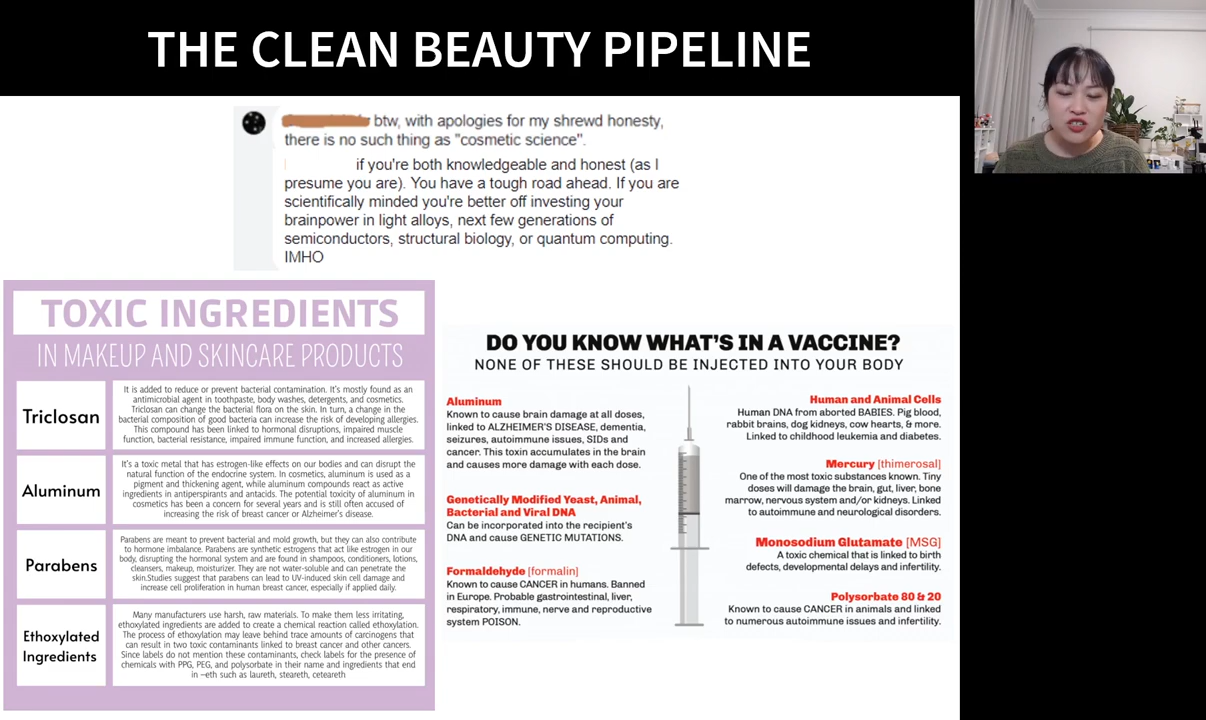 THE CLEAN BEAUTY PIPELINE
btw, with apologies for my shrewd honesty,
there is no such thing as "cosmetic science".
if you're both knowledgeable and honest (as I
presume you are). You have a tough road ahead. If you are
scientifically minded you're better off investing your
brainpower in light alloys, next few generations of
semiconductors, structural biology, or quantum computing.
IMHO
TOXIC INGREDIENTS
IN MAKEUP AND SKINCARE PRODUCTS
Triclosan
It is added to reduce or prevent bacterial contamination. It's mostly found as an
antimicrobial agent in toothpaste, body washes, detergents, and cosmetics.
Triclosan can change the bacterial flora on the skin. In turn, a change in the
bacterial composition of good bacteria can increase the risk of developing allergies.
This compound has been linked to hormonal disruptions, impaired muscle
function, bacterial resistance, impaired immune function, and increased allergies.
Aluminum
It's a toxic metal that has estrogen-like effects on our bodies and can disrupt the
natural function of the endocrine system. In cosmetics, aluminum is used as a
pigment and thickening agent, while aluminum compounds react as active
ingredients in antiperspirants and antacids. The potential toxicity of aluminum in
cosmetics has been a concern for several years and is still often accused of
increasing the risk of breast cancer or Alzheimer's disease.
Parabens
Parabens are meant to prevent bacterial and mold growth, but they can also contribute
to hormone imbalance. Parabens are synthetic estrogens that act like estrogen in our
body, disrupting the hormonal system and are found in shampoos, conditioners, lotions,
cleansers, makeup, moisturizer. They are not water-soluble and can penetrate the
skin.Studies suggest that parabens can lead to UV-induced skin cell damage and
increase cell proliferation in human breast cancer, especially if applied daily.
Ethoxylated
Ingredients
Many manufacturers use harsh, raw materials. To make them less irritating,
ethoxylated ingredients are added to create a chemical reaction called ethoxylation.
The process of ethoxylation may leave behind trace amounts of carcinogens that
can result in two toxic contaminants linked to breast cancer and other cancers.
Since labels do not mention these contaminants, check labels for the presence of
chemicals with PPG, PEG, and polysorbate in their name and ingredients that end
in –eth such as laureth, steareth, ceteareth
DO YOU KNOW WHAT'S IN A VACCINE?
NONE OF THESE SHOULD BE INJECTED INTO YOUR BODY
Aluminum
Known to cause brain damage at all doses,
linked to ALZHEIMER'S DISEASE, dementia,
seizures, autoimmune issues, SIDs and
cancer. This toxin accumulates in the brain
and causes more damage with each dose.
Genetically Modified Yeast, Animal,
Bacterial and Viral DNA
Can be incorporated into the recipient's
DNA and cause GENETIC MUTATIONS.
Formaldehyde [formalin]
Known to cause CANCER in humans. Banned
in Europe. Probable gastrointestinal, liver,
respiratory, immune, nerve and reproductive
system POISON.
Human and Animal Cells
Human DNA from aborted BABIES. Pig blood,
rabbit brains, dog kidneys, cow hearts, & more.
Linked to childhood leukemia and diabetes.
Mercury [thimerosal]
One of the most toxic substances known. Tiny
doses will damage the brain, gut, liver, bone
marrow, nervous system and/or kidneys. Linked
to autoimmune and neurological disorders.
Monosodium Glutamate [MSG]
A toxic chemical that is linked to birth
defects, developmental delays and infertility.
Polysorbate 80 & 20
Known to cause CANCER in animals and linked
to numerous autoimmune issues and infertility.